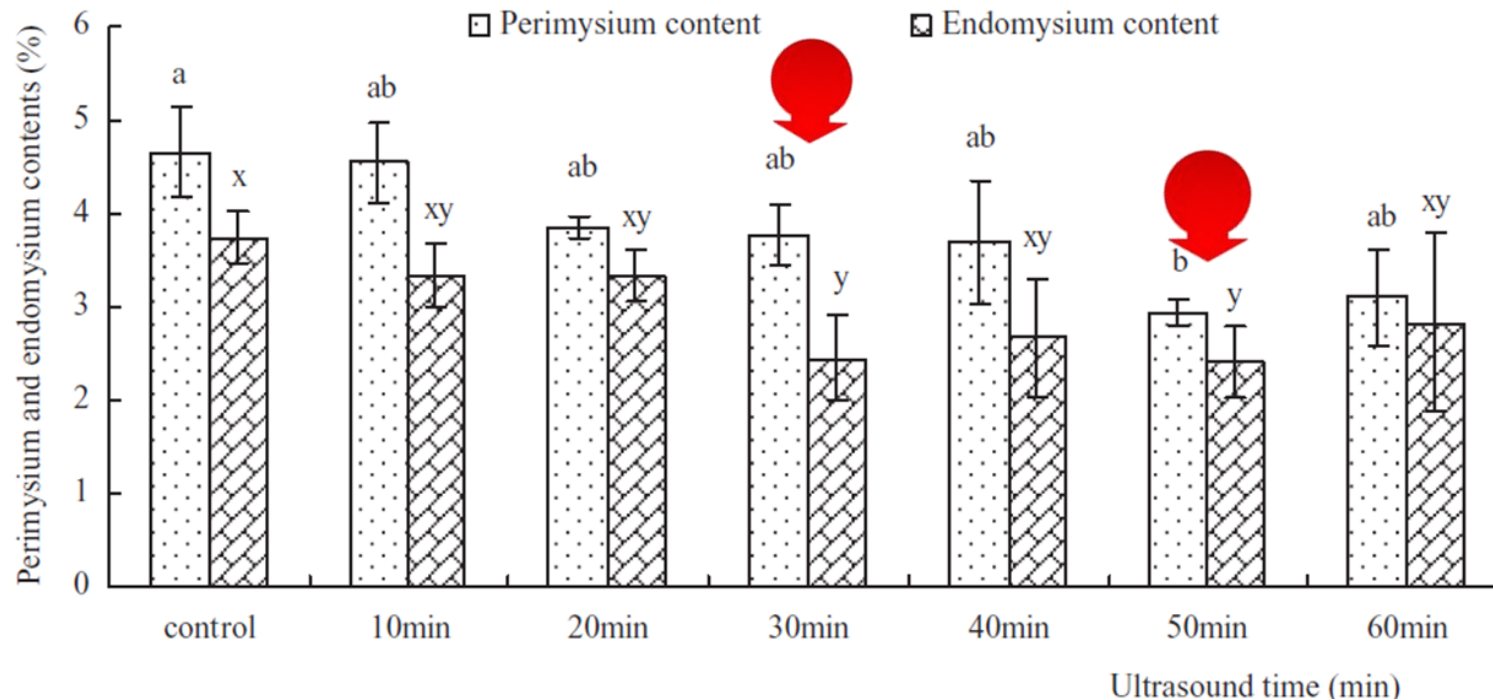 Perimysium and endomysium contents (%)
Perimysium content
Endomysium content
6
5
4
3
2
1
0
a
x
ab
xy
ab
xy
ab
y
ab
xy
b
y
ab
xy
control
10min
20min
30min
40min
50min
60min
Ultrasound time (min)